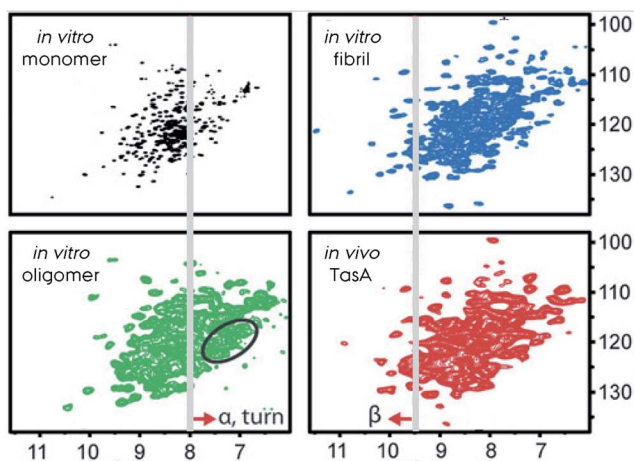 in vitro
monomer
in vitro
fibril
100
110
120
130
in vitro
oligomer
α, turn
in vivo
TasA
β
100
110
120
130
11 10 9 8 7
11 10 9 8 7